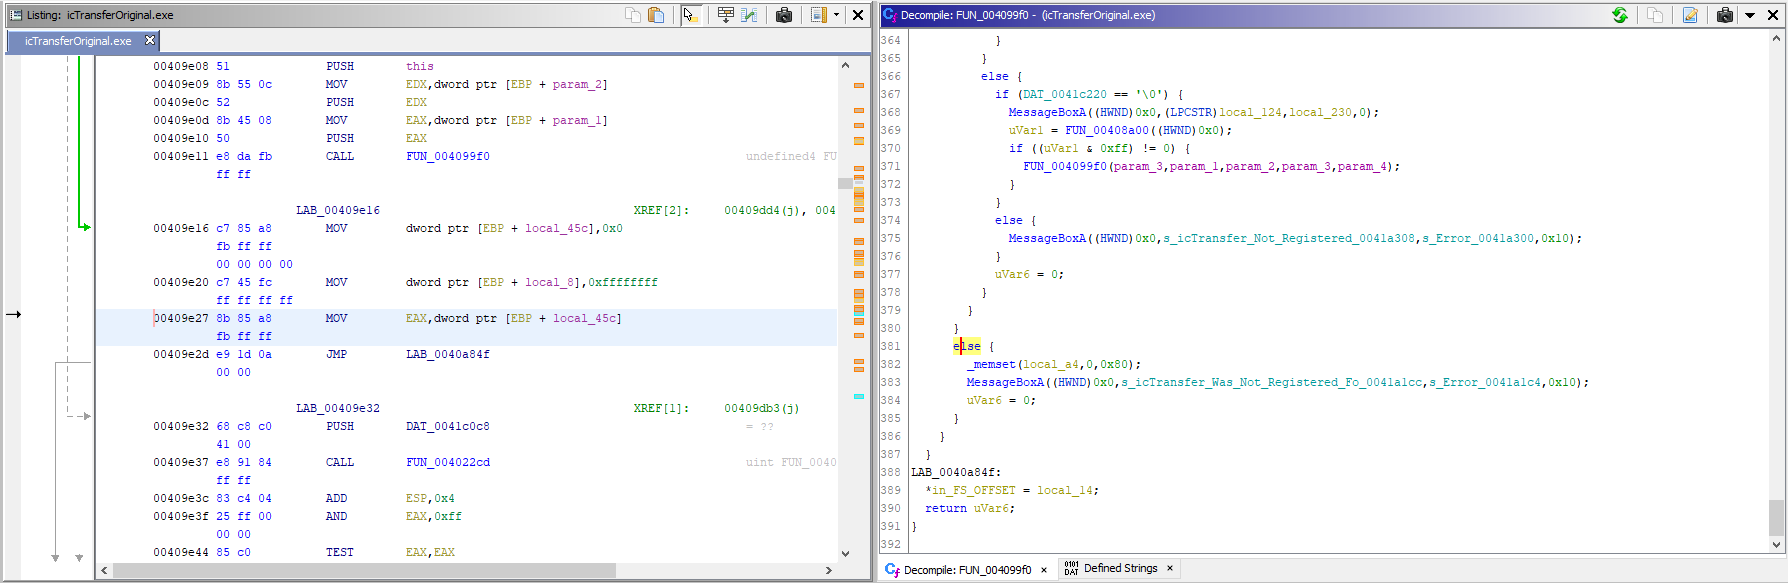 Listing: icTransferOriginal.exe
icTransferOriginal.exe
00409e08 51 PUSH this
00409e09 8b 55 0c MOV EDX,dword ptr [EBP + param_2]
00409e0c 52 PUSH EDX
00409e0d 8b 45 08 MOV EAX,dword ptr [EBP + param_1]
00409e10 50 PUSH EAX
00409e11 e8 da fb CALL FUN_004099f0 undefined4 FU
ff ff
LAB_00409e16 XREF[2]: 00409dd4(j), 004
00409e16 c7 85 a8 MOV dword ptr [EBP + local_45c],0x0
fb ff ff
00 00 00 00
00409e20 c7 45 fc MOV dword ptr [EBP + local_8],0xffffffff
ff ff ff ff
00409e27 8b 85 a8 MOV EAX,dword ptr [EBP + local_45c]
fb ff ff
00409e2d e9 1d 0a JMP LAB_0040a84f
00 00
LAB_00409e32 XREF[1]: 00409db3(j)
00409e32 68 c8 c0 PUSH DAT_0041c0c8 = ??
41 00
00409e37 e8 91 84 CALL FUN_004022cd uint FUN_0040
ff ff
00409e3c 83 c4 04 ADD ESP,0x4
00409e3f 25 ff 00 AND EAX,0xff
00 00
00409e44 85 c0 TEST EAX,EAX
Decompile: FUN_004099f0 - (icTransferOriginal.exe)
364 }
365 }
366 else {
367 if (DAT_0041c220 == '\0') {
368 MessageBoxA((HWND)0x0,(LPCSTR)local_124,local_230,0);
369 uVar1 = FUN_00408a00((HWND)0x0);
370 if ((uVar1 & 0xff) != 0) {
371 FUN_004099f0(param_3,param_1,param_2,param_3,param_4);
372 }
373 }
374 else {
375 MessageBoxA((HWND)0x0,s_icTransfer_Not_Registered_0041a308,s_Error_0041a300,0x10);
376 }
377 uVar6 = 0;
378 }
379 }
380 }
381 else {
382 _memset(local_a4,0,0x80);
383 MessageBoxA((HWND)0x0,s_icTransfer_Was_Not_Registered_Fo_0041a1cc,s_Error_0041a1c4,0x10);
384 uVar6 = 0;
385 }
386 }
387 }
388 LAB_0040a84f:
389 *in_FS_OFFSET = local_14;
390 return uVar6;
391 }
392
Decompile: FUN_004099f0 ×
0101 DAT Defined Strings ×